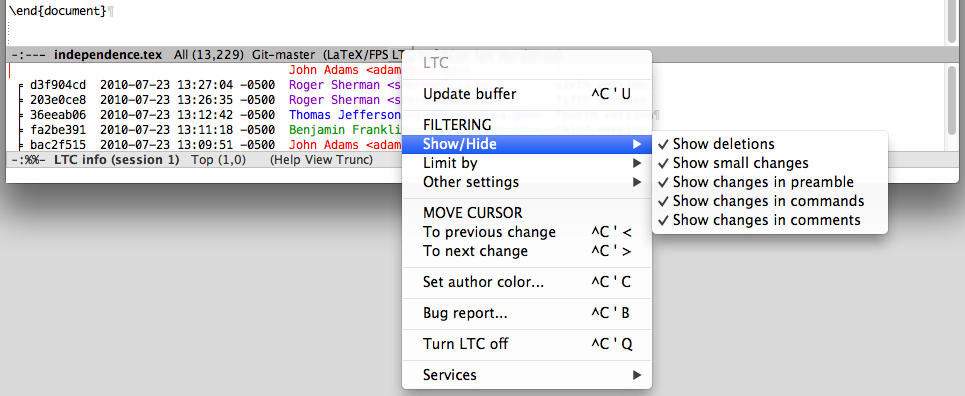 \end{document}¶
-:--- independence.tex All (13,229) Git-master (LaTeX/FPS LT
John Adams <adam
d3f904cd 2010-07-23 13:27:04 -0500 Roger Sherman <s
203e0ce8 2010-07-23 13:26:35 -0500 Roger Sherman <s
36eeab06 2010-07-23 13:12:42 -0500 Thomas Jefferson
fa2be391 2010-07-23 13:11:18 -0500 Benjamin Frankli
bac2f515 2010-07-23 13:09:51 -0500 John Adams <adam
-:%%- LTC info (session 1) Top (1,0) (Help View Trunc)
LTC
Update buffer ^C ' U
FILTERING
Show/Hide
Limit by
Other settings
MOVE CURSOR
To previous change ^C ' <
To next change ^C ' >
Set author color... ^C ' C
Bug report... ^C ' B
Turn LTC off ^C ' Q
Services
✓ Show deletions
✓ Show small changes
✓ Show changes in preamble
✓ Show changes in commands
✓ Show changes in comments